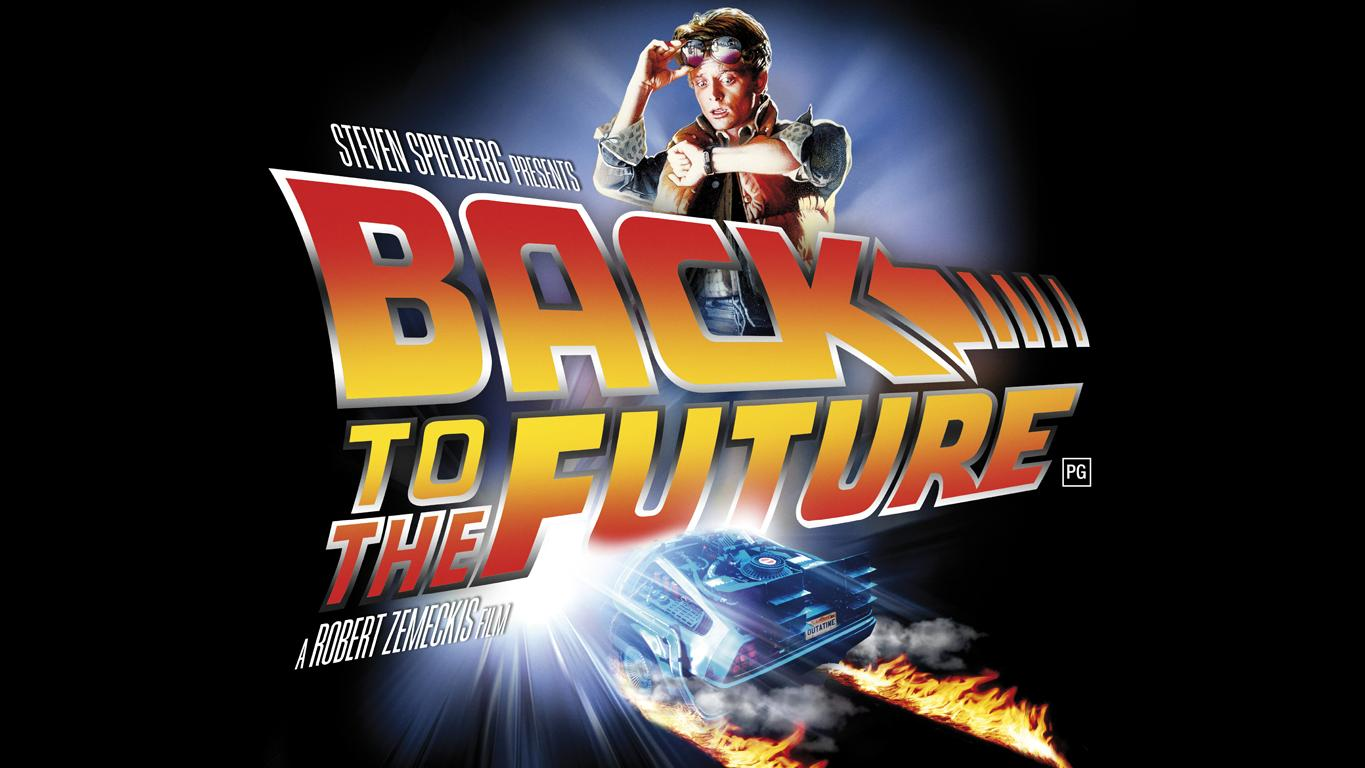 STEVEN SPIELBERG PRESENTS
BACK
TO THE FUTURE
PG
OUTATIME
A ROBERT ZEMECKIS FILM